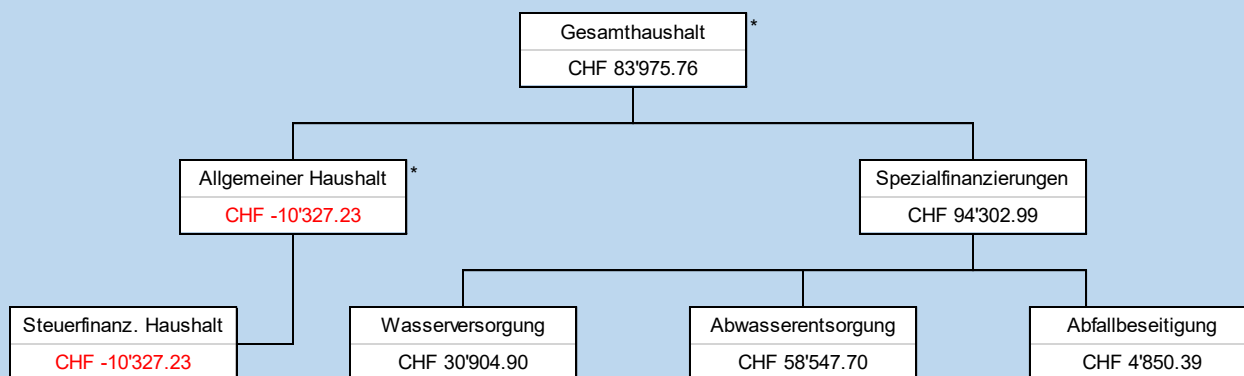 Gesamthaushalt *
CHF 83'975.76
Allgemeiner Haushalt *
CHF -10'327.23
Spezialfinanzierungen
CHF 94'302.99
Steuerfinanz. Haushalt
CHF -10'327.23
Wasserversorgung
CHF 30'904.90
Abwasserentsorgung
CHF 58'547.70
Abfallbeseitigung
CHF 4'850.39